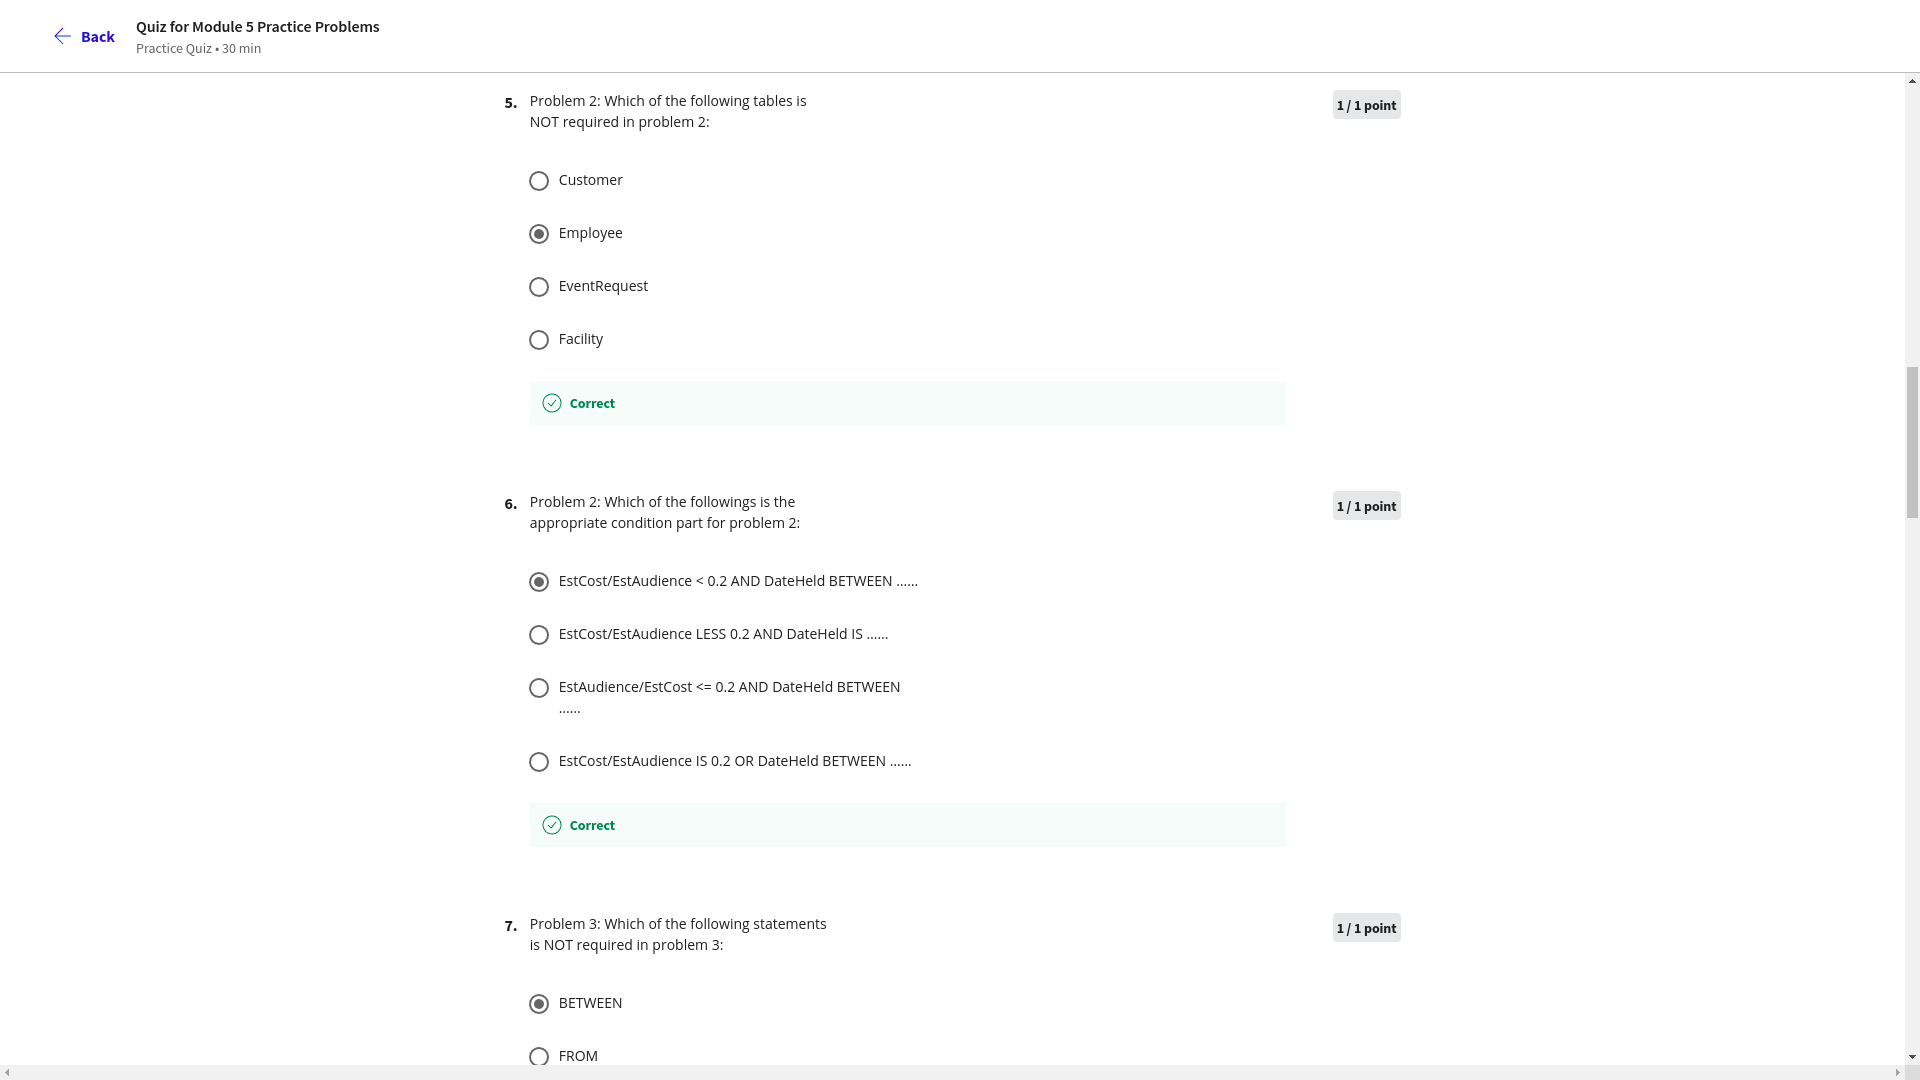 Back
Quiz for Module 5 Practice Problems
Practice Quiz • 30 min
5.
Problem 2: Which of the following tables is
NOT required in problem 2:
1 / 1 point
Customer
Employee
EventRequest
Facility
Correct
6.
Problem 2: Which of the followings is the
appropriate condition part for problem 2:
1 / 1 point
EstCost/EstAudience < 0.2 AND DateHeld BETWEEN ……
EstCost/EstAudience LESS 0.2 AND DateHeld IS ……
EstAudience/EstCost <= 0.2 AND DateHeld BETWEEN
……
EstCost/EstAudience IS 0.2 OR DateHeld BETWEEN ……
Correct
7.
Problem 3: Which of the following statements
is NOT required in problem 3:
1 / 1 point
BETWEEN
FROM